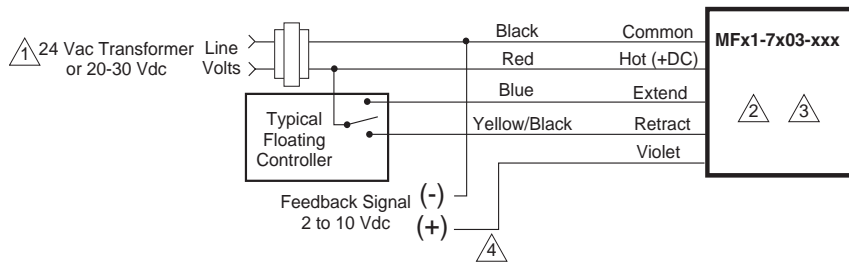 1
24 Vac Transformer
or 20-30 Vdc
Line
Volts
Black
Common
Red
Hot (+DC)
Blue
Extend
Yellow/Black
Retract
Violet
MFx1-7x03-xxx
2
3
Typical
Floating
Controller
Feedback Signal
2 to 10 Vdc
(-)
(+)
4